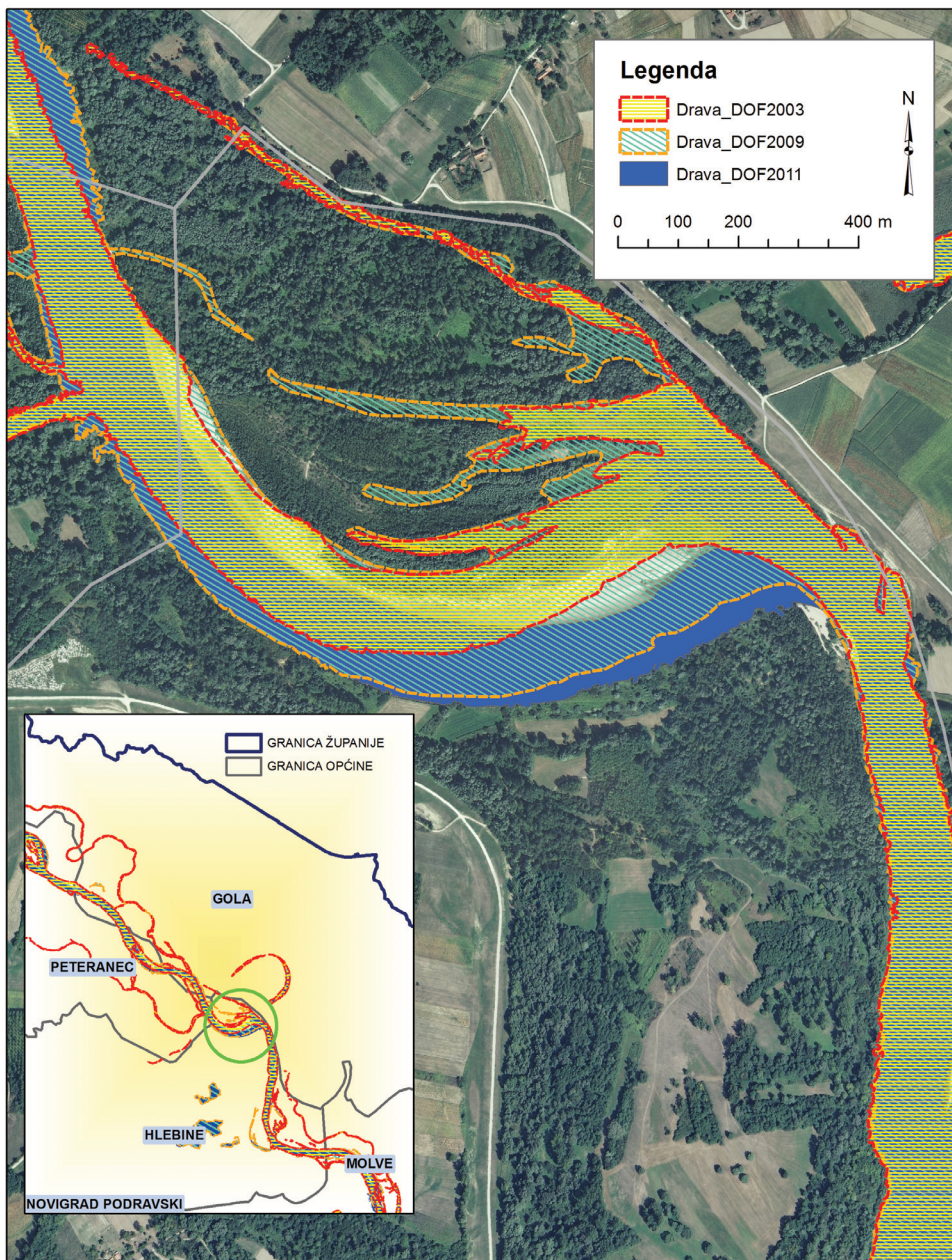 Legenda
Drava_DOF2003
Drava_DOF2009
Drava_DOF2011
N
0 100 200 400 m
GRANICA ŽUPANIJE
GRANICA OPĆINE
GOLA
PETERANEC
HLEBINE
MOLVE
NOVIGRAD PODRAVSKI